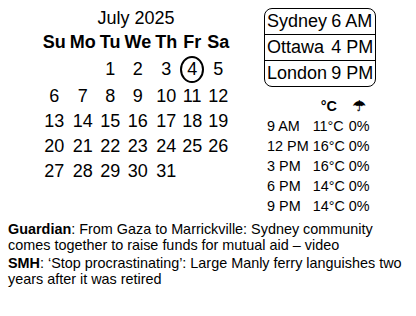 July 2025
Su Mo Tu We Th Fr Sa
1 2 3 4 5
6 7 8 9 10 11 12
13 14 15 16 17 18 19
20 21 22 23 24 25 26
27 28 29 30 31
Sydney 6 AM
Ottawa 4 PM
London 9 PM
°C ☂
9 AM 11°C 0%
12 PM 16°C 0%
3 PM 16°C 0%
6 PM 14°C 0%
9 PM 14°C 0%
Guardian: From Gaza to Marrickville: Sydney community
comes together to raise funds for mutual aid – video
SMH: ‘Stop procrastinating’: Large Manly ferry languishes two
years after it was retired